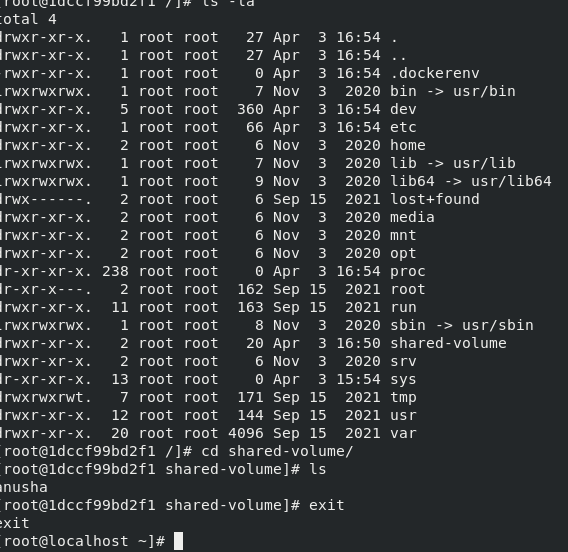 [root@1dccf99bd2f1 /]# ls -la
total 4
drwxr-xr-x.   1 root root   27 Apr  3 16:54 .
drwxr-xr-x.   1 root root   27 Apr  3 16:54 ..
-rwxr-xr-x.   1 root root    0 Apr  3 16:54 .dockerenv
lrwxrwxrwx.   1 root root    7 Nov  3  2020 bin -> usr/bin
drwxr-xr-x.   5 root root  360 Apr  3 16:54 dev
drwxr-xr-x.   1 root root   66 Apr  3 16:54 etc
drwxr-xr-x.   2 root root    6 Nov  3  2020 home
lrwxrwxrwx.   1 root root    7 Nov  3  2020 lib -> usr/lib
lrwxrwxrwx.   1 root root    9 Nov  3  2020 lib64 -> usr/lib64
drwx------.   2 root root    6 Sep 15  2021 lost+found
drwxr-xr-x.   2 root root    6 Nov  3  2020 media
drwxr-xr-x.   2 root root    6 Nov  3  2020 mnt
drwxr-xr-x.   2 root root    6 Nov  3  2020 opt
dr-xr-xr-x. 238 root root    0 Apr  3 16:54 proc
dr-xr-x---.   2 root root  162 Sep 15  2021 root
drwxr-xr-x.  11 root root  163 Sep 15  2021 run
lrwxrwxrwx.   1 root root    8 Nov  3  2020 sbin -> usr/sbin
drwxr-xr-x.   2 root root   20 Apr  3 16:50 shared-volume
drwxr-xr-x.   2 root root    6 Nov  3  2020 srv
dr-xr-xr-x.  13 root root    0 Apr  3 15:54 sys
drwxrwxrwt.   7 root root  171 Sep 15  2021 tmp
drwxr-xr-x.  12 root root  144 Sep 15  2021 usr
drwxr-xr-x.  20 root root 4096 Sep 15  2021 var
[root@1dccf99bd2f1 /]# cd shared-volume/
[root@1dccf99bd2f1 shared-volume]# ls
anusha
[root@1dccf99bd2f1 shared-volume]# exit
exit
[root@localhost ~]#